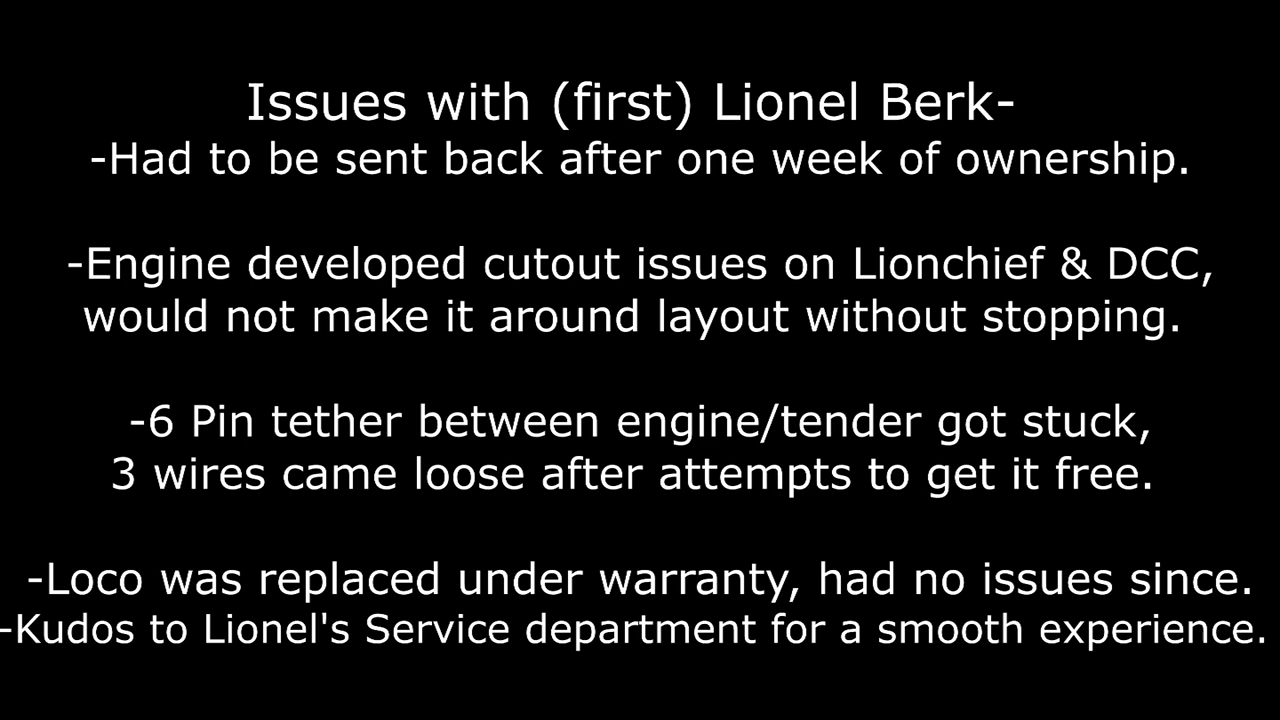 Issues with (first) Lionel Berk-
-Had to be sent back after one week of ownership.
-Engine developed cutout issues on Lionchief & DCC,
would not make it around layout without stopping.
-6 Pin tether between engine/tender got stuck,
3 wires came loose after attempts to get it free.
-Loco was replaced under warranty, had no issues since.
-Kudos to Lionel's Service department for a smooth experience.